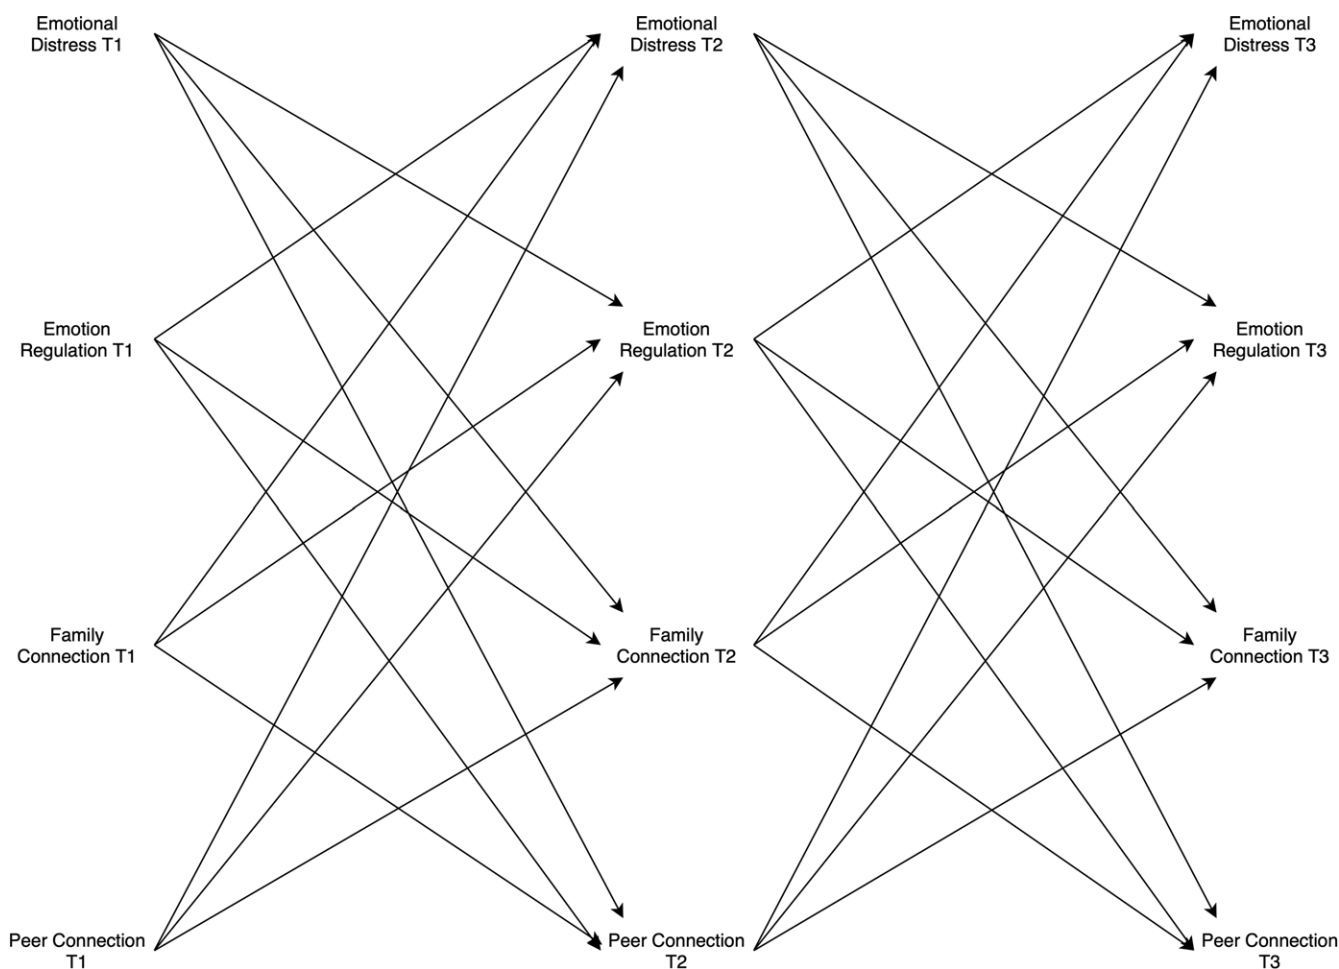 Emotional
Distress T1
Emotional
Distress T2
Emotional
Distress T3
Emotion
Regulation T1
Emotion
Regulation T2
Emotion
Regulation T3
Family
Connection T1
Family
Connection T2
Family
Connection T3
Peer Connection
T1
Peer Connection
T2
Peer Connection
T3